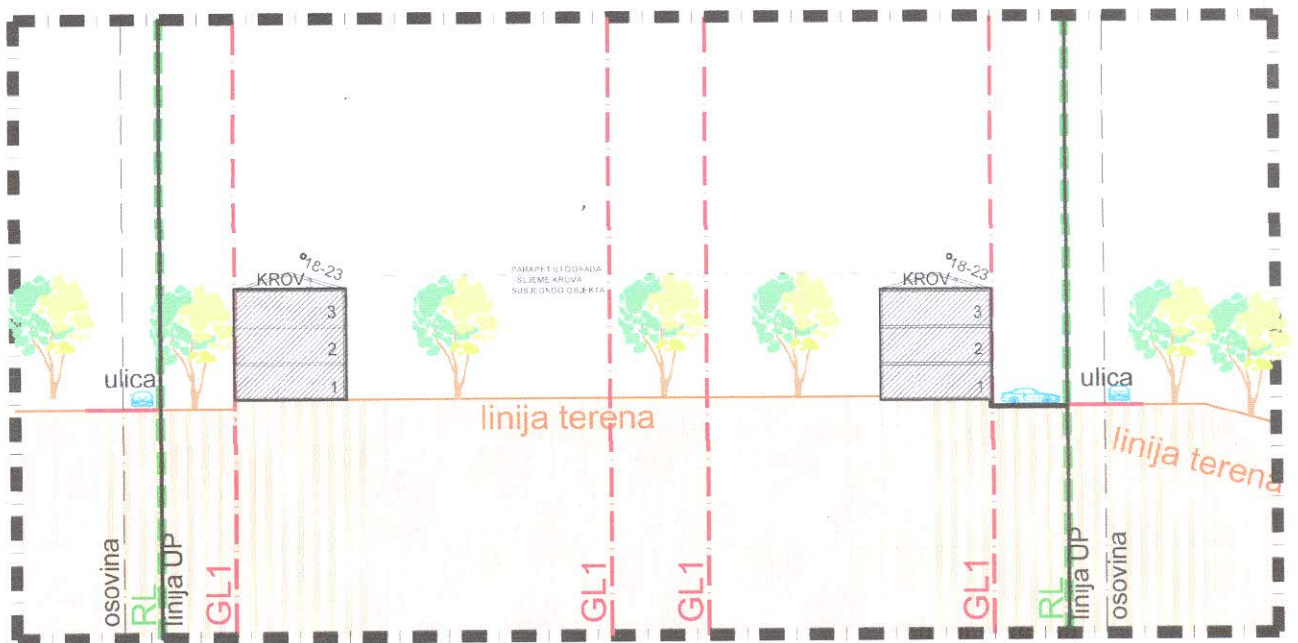 °18-23
KROV
3
2
1
PARAPET ILI OGRADA
SLJEME KROVA
SUSJEDNOG OBJEKTA
°18-23
KROV
3
2
1
ulica
ulica
linija terena
linija terena
osovina
RL
linija UP
GL1
GL1
GL1
GL1
RL
linija UP
osovina